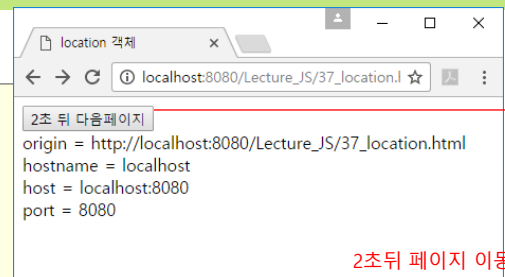 location 객체
localhost:8080/Lecture_JS/37_location.
2초 뒤 다음페이지
origin = http://localhost:8080/Lecture_JS/37_location.html
hostname = localhost
host = localhost:8080
port = 8080
2초뒤 페이지 이동